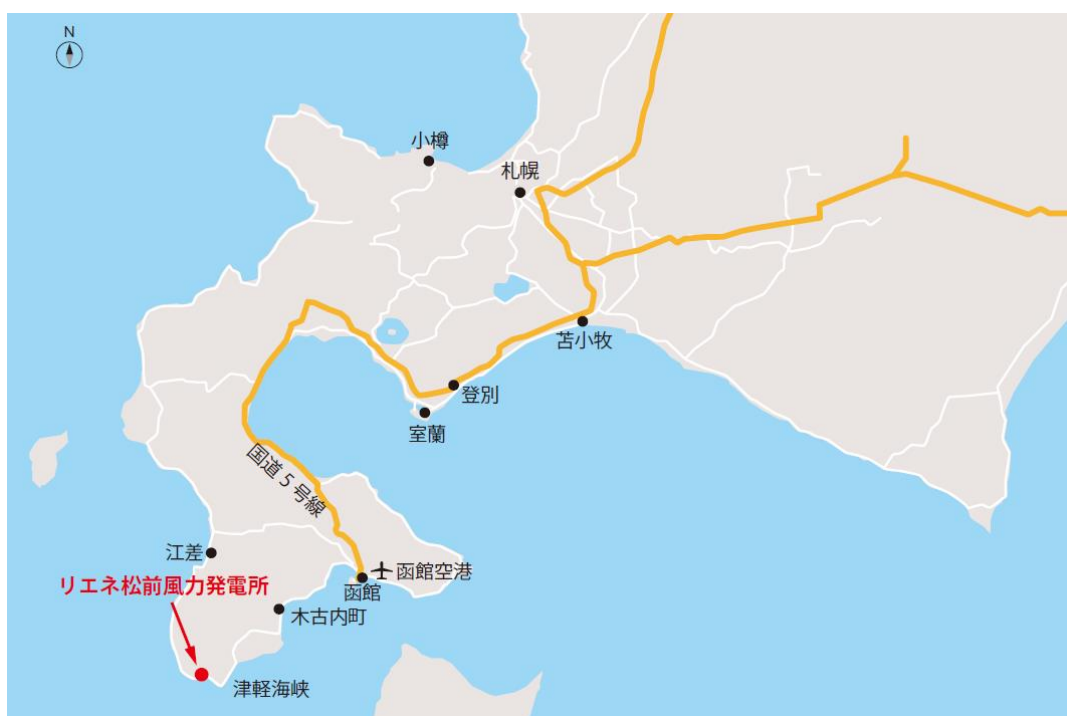 N
小樽
札幌
苫小牧
登別
室蘭
国道 5 号線
江差
函館空港
リエネ松前風力発電所
函館
木古内町
津軽海峡